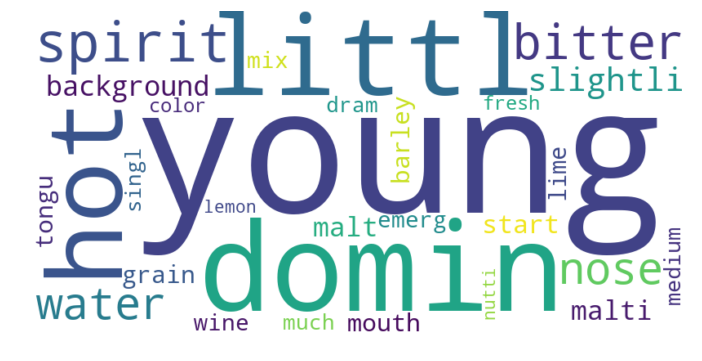 spirit littl bitter
mix
background slightli
color dram fresh
hot young
barley
tongu singl lime
lemon
malt emerg start
domin
grain nose
medium
water nutti malti
wine much mouth